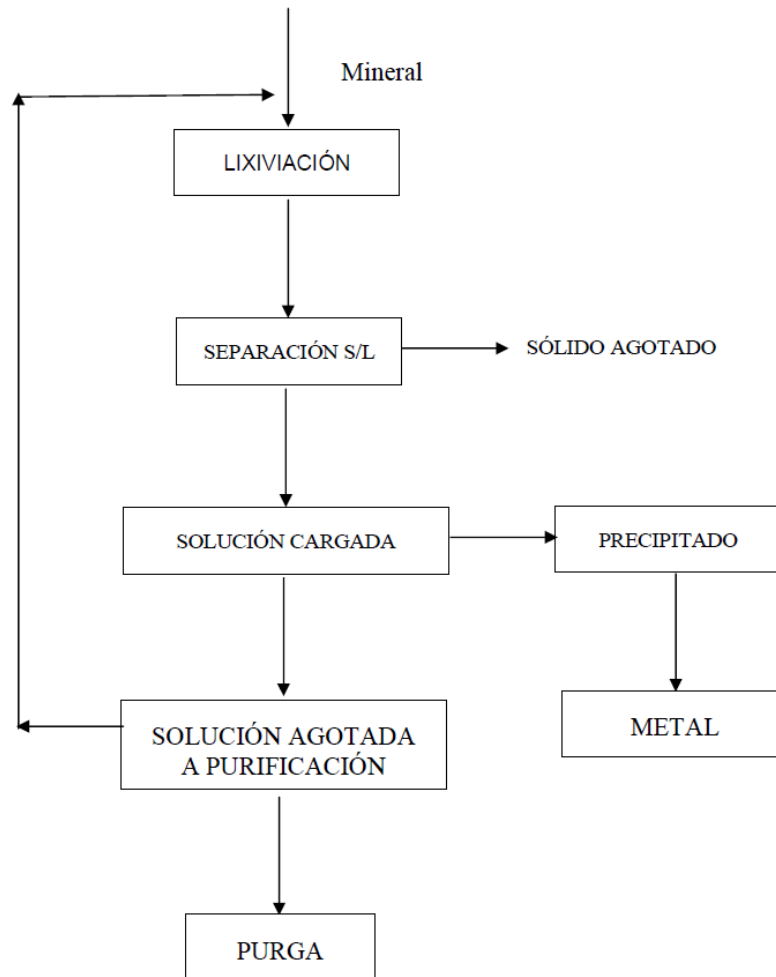 Mineral
LIXIVIACIÓN
SEPARACIÓN S/L
SÓLIDO AGOTADO
SOLUCIÓN CARGADA
PRECIPITADO
SOLUCIÓN AGOTADA
A PURIFICACIÓN
METAL
PURGA